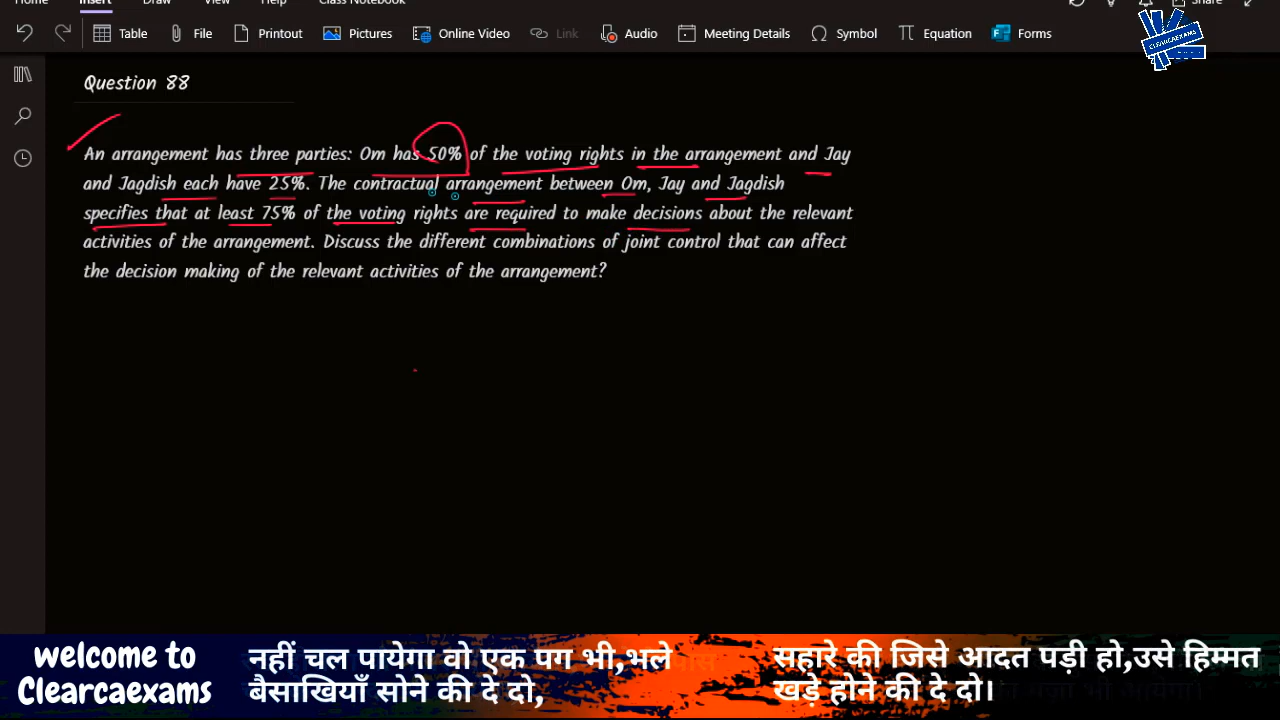 Home Insert Draw View Help Class Notebook Share
Table File Printout Pictures Online Video Link Audio Meeting Details Symbol Equation Forms
CLEARCAEXAMS
Question 88
An arrangement has three parties: Om has 50% of the voting rights in the arrangement and Jay
and Jagdish each have 25%. The contractual arrangement between Om, Jay and Jagdish
specifies that at least 75% of the voting rights are required to make decisions about the relevant
activities of the arrangement. Discuss the different combinations of joint control that can affect
the decision making of the relevant activities of the arrangement?
welcome to
Clearcaexams
नहीं चल पायेगा वो एक पग भी,भले
बैसाखियाँ सोने की दे दो,
सहारे की जिसे आदत पड़ी हो,उसे हिम्मत
खड़े होने की दे दो।